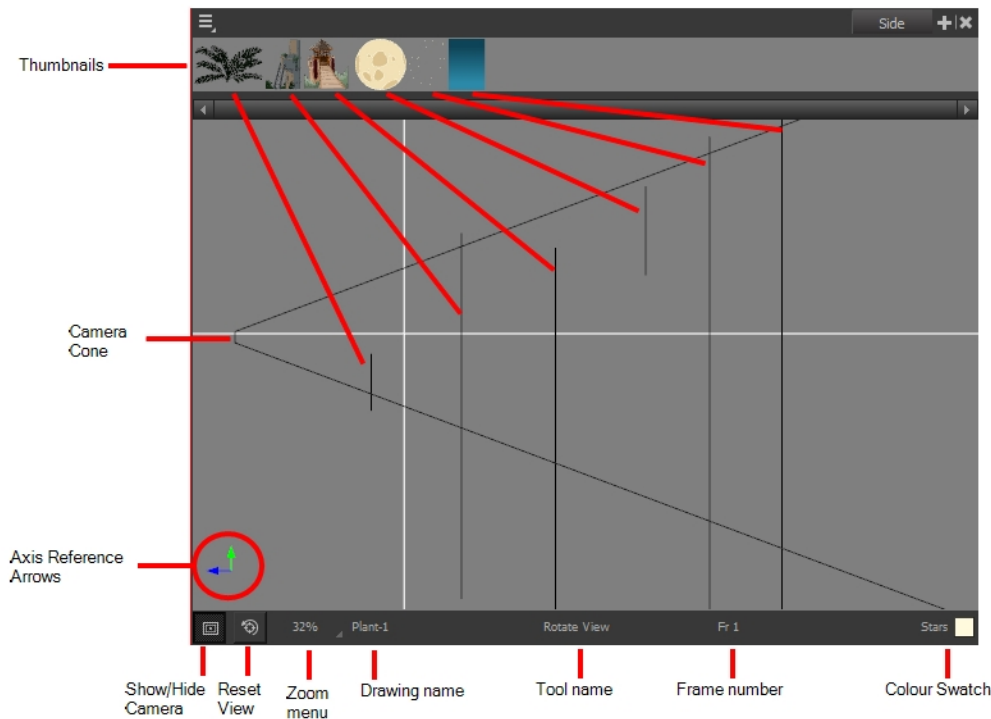 Side
Thumbnails
Camera
Cone
Axis Reference
Arrows
32%
Plant-1
Rotate View
Fr 1
Stars
Show/Hide
Camera
Reset
View
Zoom
menu
Drawing name
Tool name
Frame number
Colour Swatch